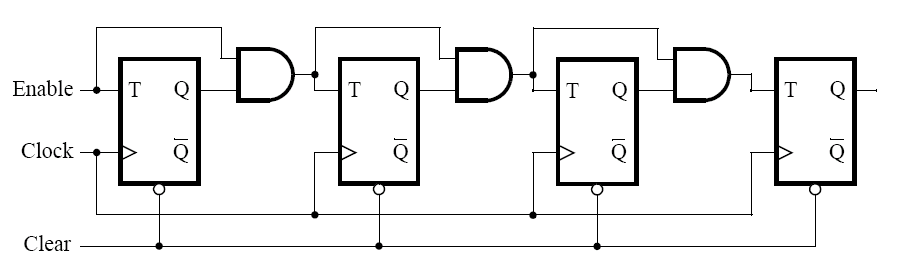 Enable T Q T Q T Q T Q
Clock Q̅ Q̅ Q̅ Q̅
Clear